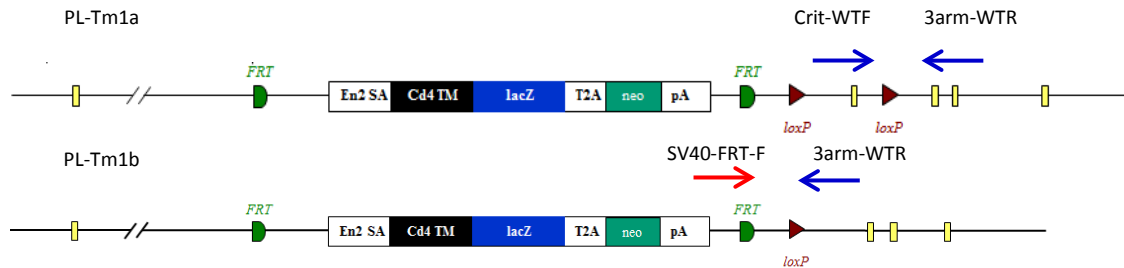 PL-Tm1a Crit-WTF 3arm-WTR
FRT FRT
En2 SA Cd4 TM lacZ T2A neo pA
loxP loxP
PL-Tm1b SV40-FRT-F 3arm-WTR
FRT FRT
En2 SA Cd4 TM lacZ T2A neo pA
loxP